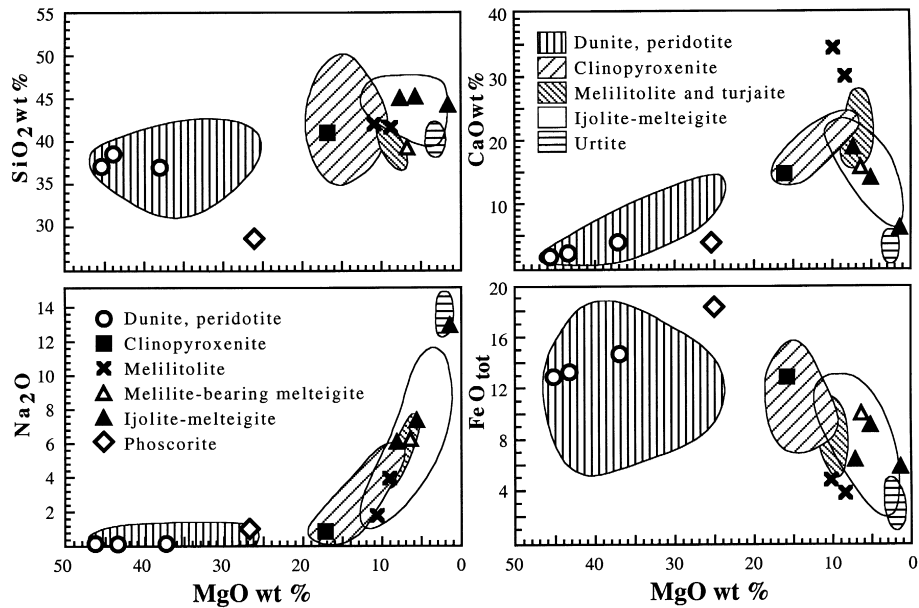 55
50
45
40
35
30
SiO2 wt %
40
30
20
10
CaO wt %
Dunite, peridotite
Clinopyroxenite
Melilitolite and turjaite
Ijolite-melteigite
Urtite
14
12
10
8
6
4
2
Na2O
Dunite, peridotite
Clinopyroxenite
Melilitolite
Melilite-bearing melteigite
Ijolite-melteigite
Phoscorite
20
16
12
8
4
FeO tot
50 40 30 20 10 0
MgO wt %
50 40 30 20 10 0
MgO wt %